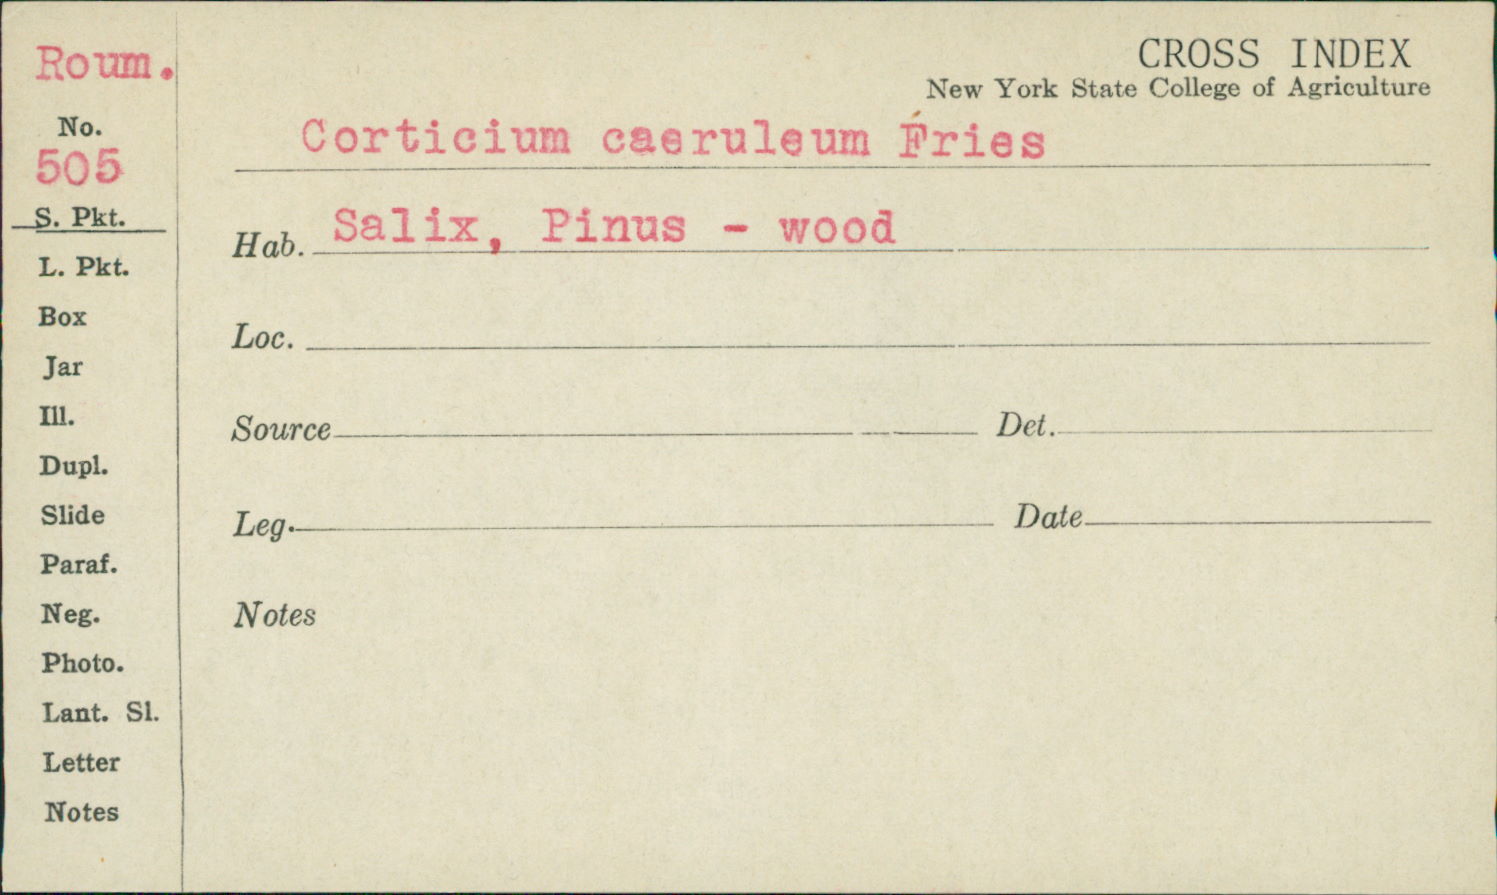 Roum.
No.
505
S. Pkt.
L. Pkt.
Box
Jar
Ill.
Dupl.
Slide
Paraf.
Neg.
Photo.
Lant. Sl.
Letter
Notes
CROSS INDEX
New York State College of Agriculture
Corticium caeruleum Fries
Hab. Salix, Pinus - wood
Loc.
Source Det.
Leg. Date
Notes